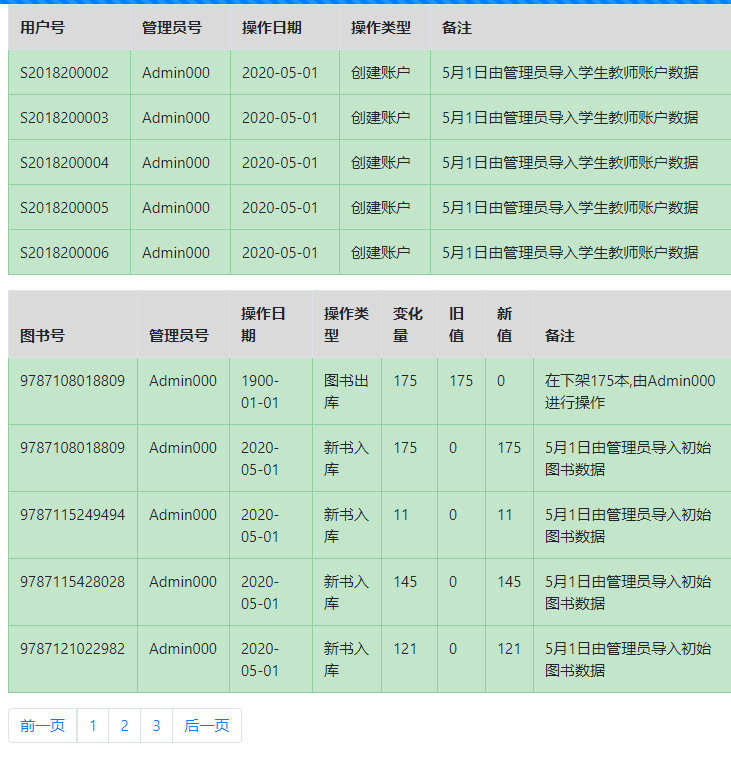 用户号 管理员号 操作日期 操作类型 备注
S2018200002 Admin000 2020-05-01 创建账户 5月1日由管理员导入学生教师账户数据
S2018200003 Admin000 2020-05-01 创建账户 5月1日由管理员导入学生教师账户数据
S2018200004 Admin000 2020-05-01 创建账户 5月1日由管理员导入学生教师账户数据
S2018200005 Admin000 2020-05-01 创建账户 5月1日由管理员导入学生教师账户数据
S2018200006 Admin000 2020-05-01 创建账户 5月1日由管理员导入学生教师账户数据
操作日 操作类 变化 旧 新
图书号 管理员号 期 型 量 值 值 备注
9787108018809 Admin000 1900- 图书出 175 175 0 在下架175本,由Admin000
01-01 库 进行操作
9787108018809 Admin000 2020- 新书入 175 0 175 5月1日由管理员导入初始
05-01 库 图书数据
9787115249494 Admin000 2020- 新书入 11 0 11 5月1日由管理员导入初始
05-01 库 图书数据
9787115428028 Admin000 2020- 新书入 145 0 145 5月1日由管理员导入初始
05-01 库 图书数据
9787121022982 Admin000 2020- 新书入 121 0 121 5月1日由管理员导入初始
05-01 库 图书数据
前一页 1 2 3 后一页